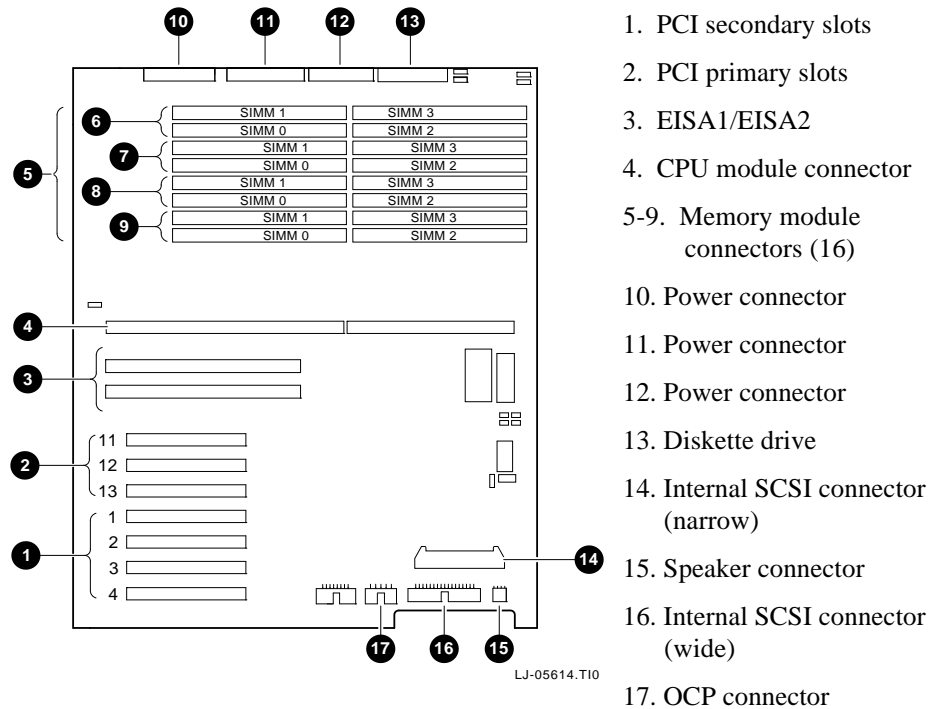 10 11 12 13
6 SIMM 1 SIMM 3
SIMM 0 SIMM 2
7 SIMM 1 SIMM 3
SIMM 0 SIMM 2
5
8 SIMM 1 SIMM 3
SIMM 0 SIMM 2
9 SIMM 1 SIMM 3
SIMM 0 SIMM 2
4
3
11
2 12
13
1
1 2
3
4
14
17 16 15
LJ-05614.TI0
1. PCI secondary slots
2. PCI primary slots
3. EISA1/EISA2
4. CPU module connector
5-9. Memory module
connectors (16)
10. Power connector
11. Power connector
12. Power connector
13. Diskette drive
14. Internal SCSI connector
(narrow)
15. Speaker connector
16. Internal SCSI connector
(wide)
17. OCP connector